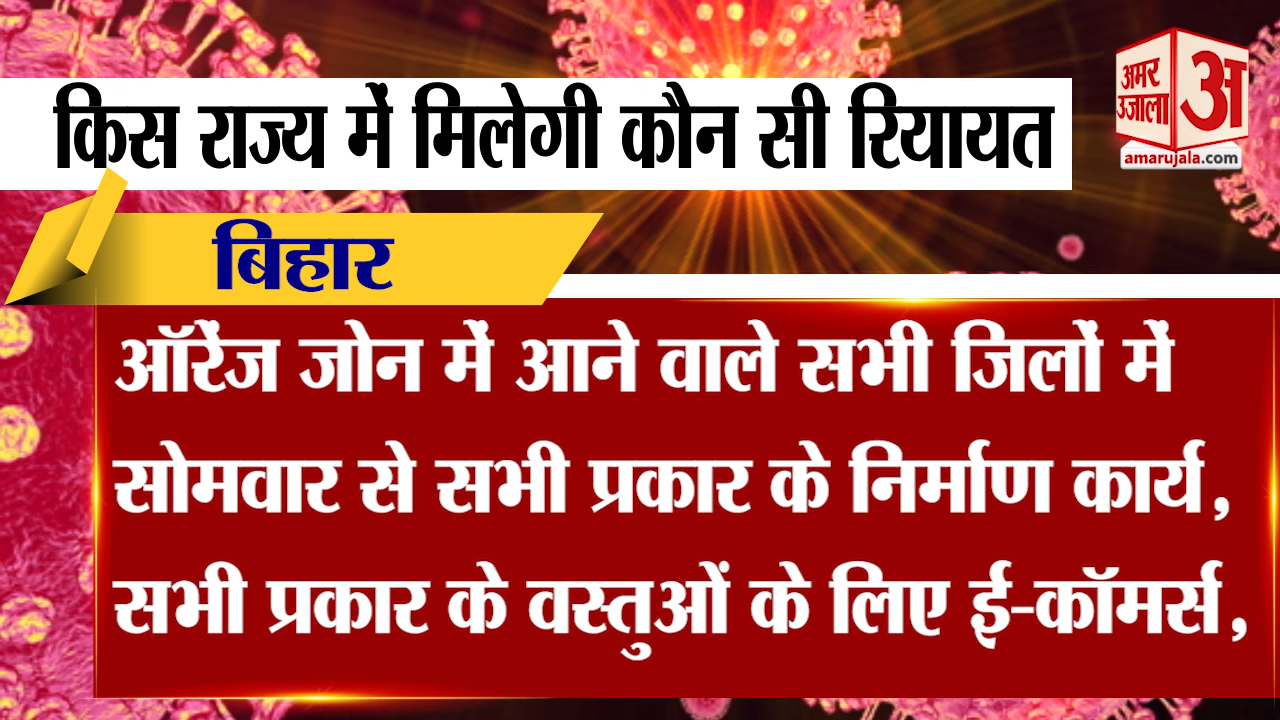 किस राज्य में मिलेगी कौन सी रियायत
अमर
उजाला
अ
amarujala.com
बिहार
ऑरेंज जोन में आने वाले सभी जिलों में
सोमवार से सभी प्रकार के निर्माण कार्य,
सभी प्रकार के वस्तुओं के लिए ई-कॉमर्स,